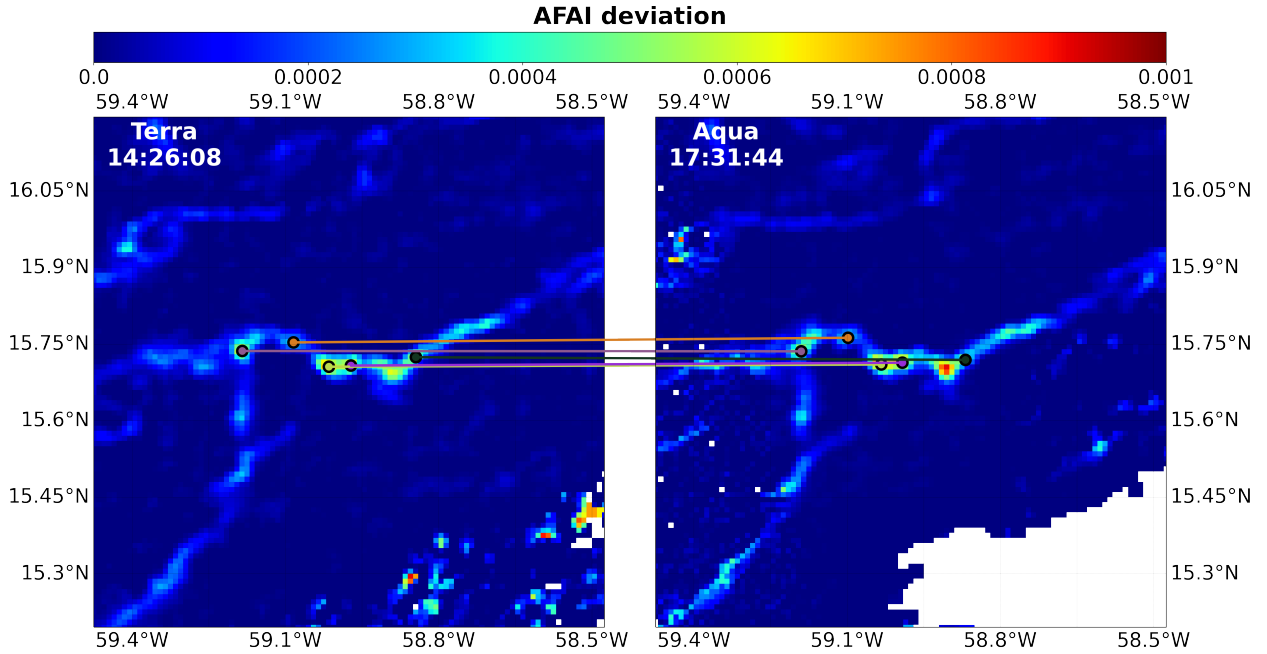 AFAI deviation
0.0 0.0002 0.0004 0.0006 0.0008 0.001
59.4°W 59.1°W 58.8°W 58.5°W 59.4°W 59.1°W 58.8°W 58.5°W
Terra Aqua
14:26:08 17:31:44
16.05°N 16.05°N
15.9°N 15.9°N
15.75°N 15.75°N
15.6°N 15.6°N
15.45°N 15.45°N
15.3°N 15.3°N
59.4°W 59.1°W 58.8°W 58.5°W 59.4°W 59.1°W 58.8°W 58.5°W